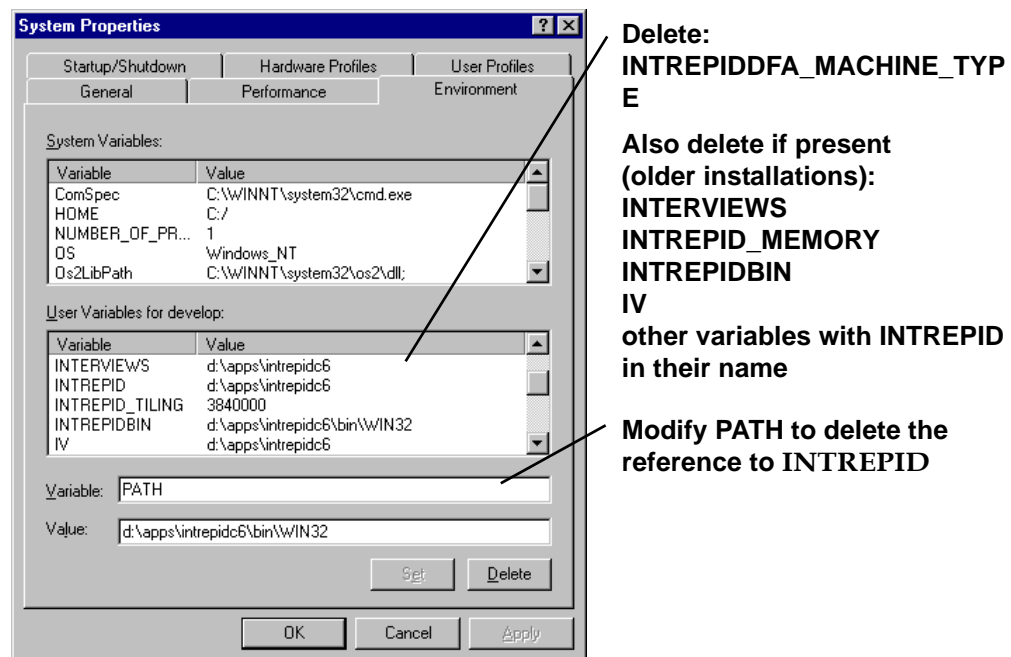 System Properties
Startup/Shutdown Hardware Profiles User Profiles
General Performance Environment
System Variables:
Variable Value
ComSpec C:\WINNT\system32\cmd.exe
HOME C:/
NUMBER_OF_PR... 1
OS Windows_NT
Os2LibPath C:\WINNT\system32\os2\dll;
User Variables for develop:
Variable Value
INTERVIEWS d:\apps\intrepidc6
INTREPID d:\apps\intrepidc6
INTREPID_TILING 3840000
INTREPIDBIN d:\apps\intrepidc6\bin\WIN32
IV d:\apps\intrepidc6
Variable: PATH
Value: d:\apps\intrepidc6\bin\WIN32
Set Delete
OK Cancel Apply
Delete:
INTREPIDDFA_MACHINE_TYP
E
Also delete if present
(older installations):
INTERVIEWS
INTREPID_MEMORY
INTREPIDBIN
IV
other variables with INTREPID
in their name
Modify PATH to delete the
reference to INTREPID